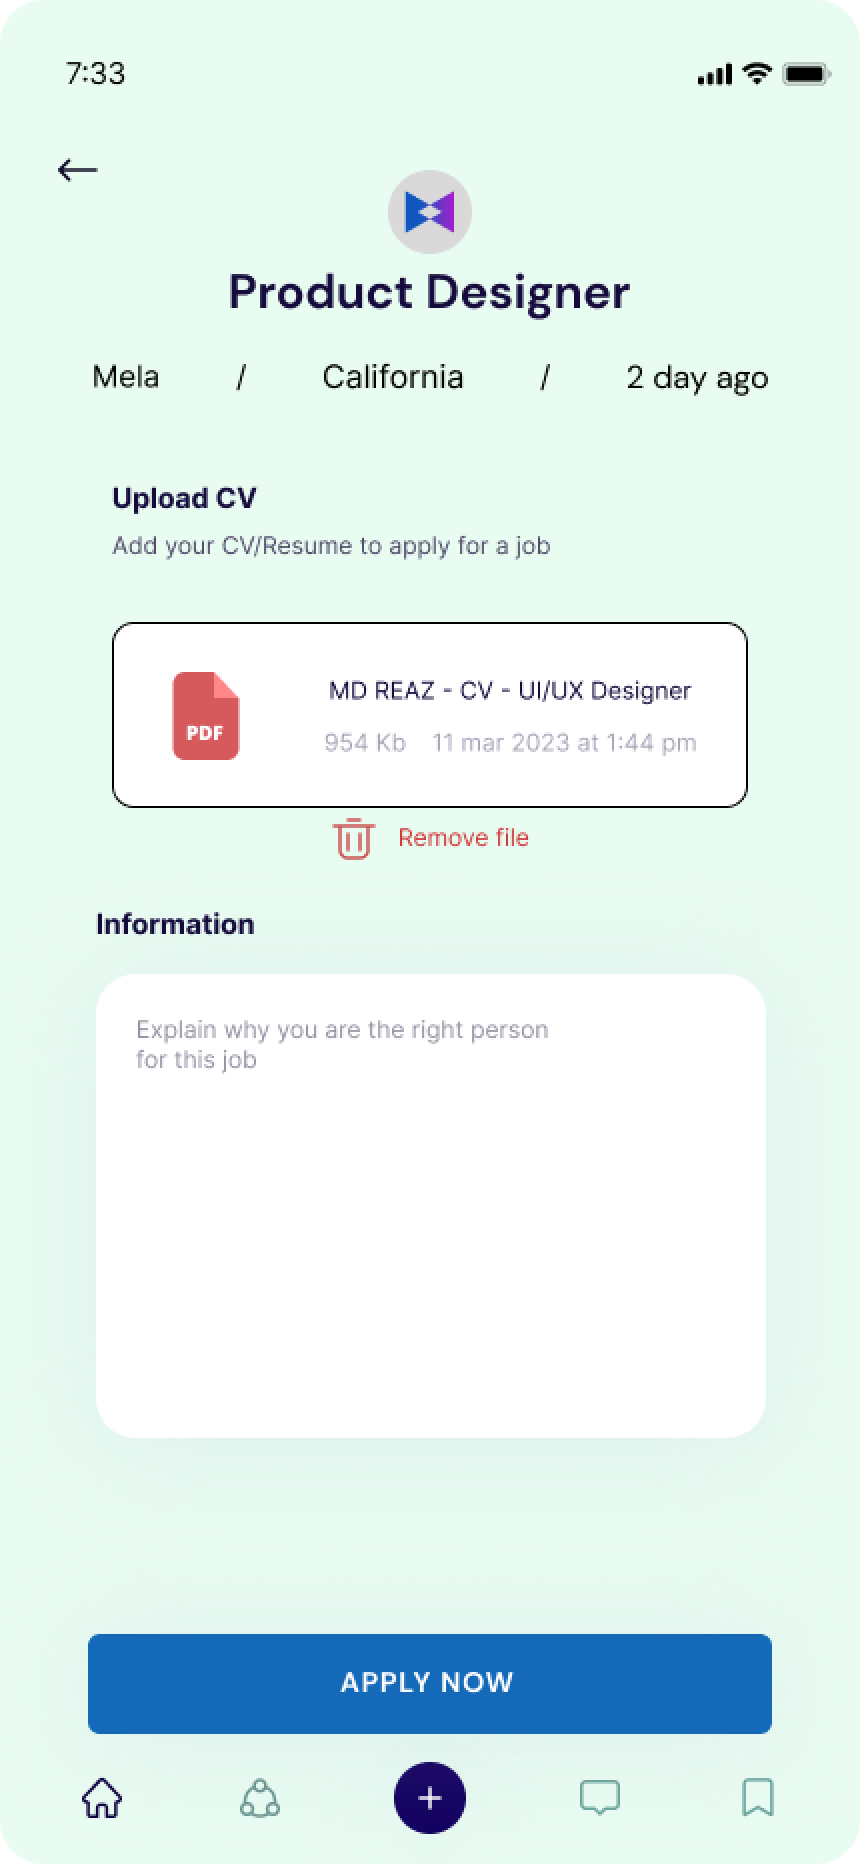 7:33
Product Designer
Mela / California / 2 day ago
Upload CV
Add your CV/Resume to apply for a job
PDF
MD REAZ - CV - UI/UX Designer
954 Kb 11 mar 2023 at 1:44 pm
Remove file
Information
Explain why you are the right person
for this job
APPLY NOW